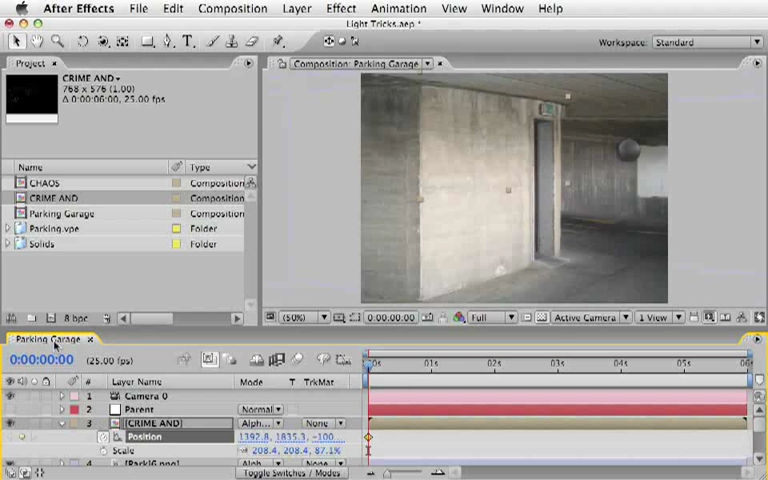 After Effects File Edit Composition Layer Effect Animation View Window Help
Light Tricks.aep *
Workspace: Standard
Project × Composition: Parking Garage
CRIME AND
768 x 576 (1.00)
Δ 0:00:06:00, 25.00 fps
Name Type
CHAOS Composition
CRIME AND Composition
Parking Garage Composition
Parking.vpe Folder
Solids Folder
8 bpc (50%) 0:00:00:00 Full Active Camera 1 View
Parking Garage ×
0:00:00:00 (25.00 fps) 01s 02s 03s 04s 05s
# Layer Name Mode T TrkMat
1 Camera 0
2 Parent Normal
3 [CRIME AND] Alph... None
Position 1392.8, 1835.3, -100...
Scale 208.4, 208.4, 87.1%
Toggle Switches / Modes